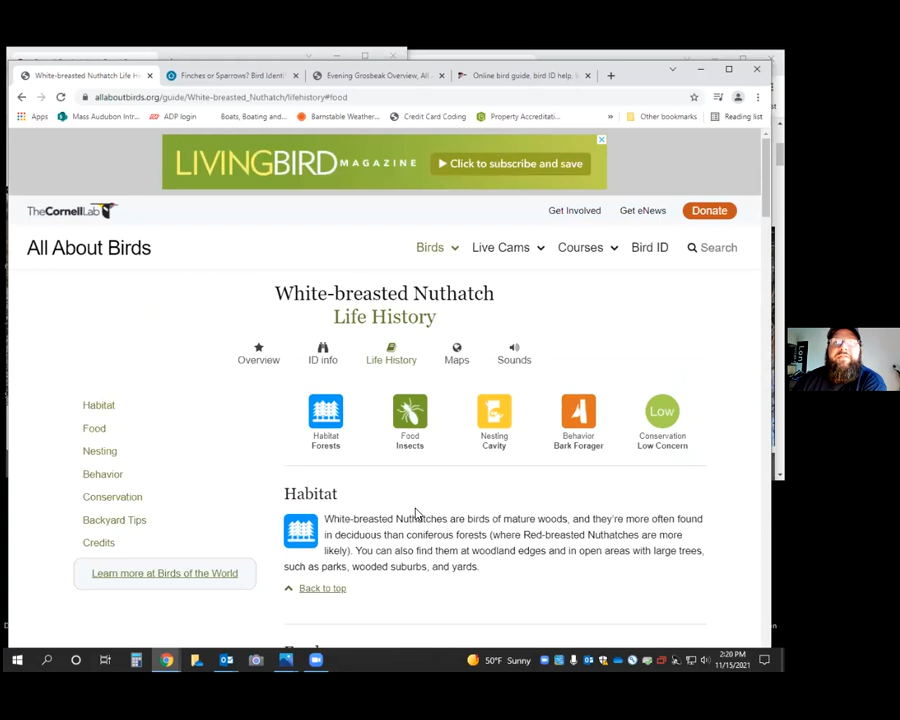 White-breasted Nuthatch Life Hi
Finches or Sparrows? Bird Identi
Evening Grosbeak Overview, All
Online bird guide, bird ID help,
allaboutbirds.org/guide/White-breasted_Nuthatch/lifehistory#food
Apps
Mass Audubon Intr...
ADP login
Boats, Boating and...
Barnstable Weather...
Credit Card Coding
Property Accreditati...
»
Other bookmarks
Reading list
LIVINGBIRD MAGAZINE
Click to subscribe and save
TheCornellLab
Get Involved
Get eNews
Donate
All About Birds
Birds
Live Cams
Courses
Bird ID
Search
White-breasted Nuthatch
Life History
Overview
ID info
Life History
Maps
Sounds
Habitat
Food
Nesting
Behavior
Conservation
Backyard Tips
Credits
Learn more at Birds of the World
Habitat
Forests
Food
Insects
Nesting
Cavity
Behavior
Bark Forager
Low
Conservation
Low Concern
Habitat
White-breasted Nuthatches are birds of mature woods, and they're more often found
in deciduous than coniferous forests (where Red-breasted Nuthatches are more
likely). You can also find them at woodland edges and in open areas with large trees,
such as parks, wooded suburbs, and yards.
Back to top
50°F Sunny
2:20 PM
11/15/2021